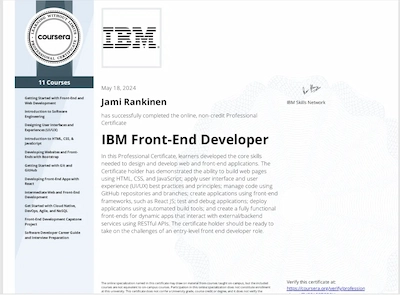 LEARNING WITHOUT LIMITS
coursera
PROFESSIONAL CERTIFICATE
11 Courses
Getting Started with Front-End and
Web Development
Introduction to Software
Engineering
Designing User Interfaces and
Experiences (UI/UX)
Introduction to HTML, CSS, &
JavaScript
Developing Websites and Front-
Ends with Bootstrap
Getting Started with Git and
GitHub
Developing Front-End Apps with
React
Intermediate Web and Front-End
Development
Get Started with Cloud Native,
DevOps, Agile, and NoSQL
Front-End Development Capstone
Project
Software Developer Career Guide
and Interview Preparation
IBM
May 18, 2024
Jami Rankinen
has successfully completed the online, non-credit Professional
Certificate
IBM Front-End Developer
In this Professional Certificate, learners developed the core skills
needed to design and develop web and front-end applications. The
Certificate holder has demonstrated the ability to build web pages
using HTML, CSS, and JavaScript; apply user interface and user
experience (UI/UX) best practices and principles; manage code using
GitHub repositories and branches; create applications using front-end
frameworks, such as React JS; test and debug applications; deploy
applications using automated build tools; and create a fully functional
front-ends for dynamic apps that interact with external/backend
services using RESTful APIs. The certificate holder should be ready to
take on the challenges of an entry-level front end developer role.
IBM Skills Network
Verify this certificate at:
https://coursera.org/verify/profession